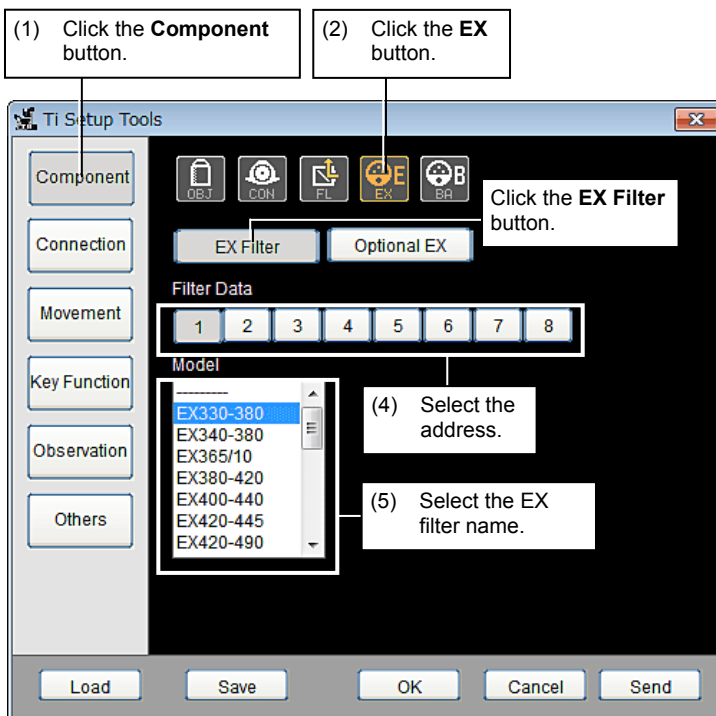 (1) Click the Component
button.
(2) Click the EX
button.
Ti Setup Tools
Component
OBJ
CON
FL
E
EX
B
BA
Click the EX Filter
button.
Connection
EX Filter
Optional EX
Filter Data
Movement
1 2 3 4 5 6 7 8
Model
Key Function
---------
EX330-380
EX340-380
EX365/10
EX380-420
EX400-440
EX420-445
EX420-490
(4) Select the
address.
Observation
(5) Select the EX
filter name.
Others
Load
Save
OK
Cancel
Send